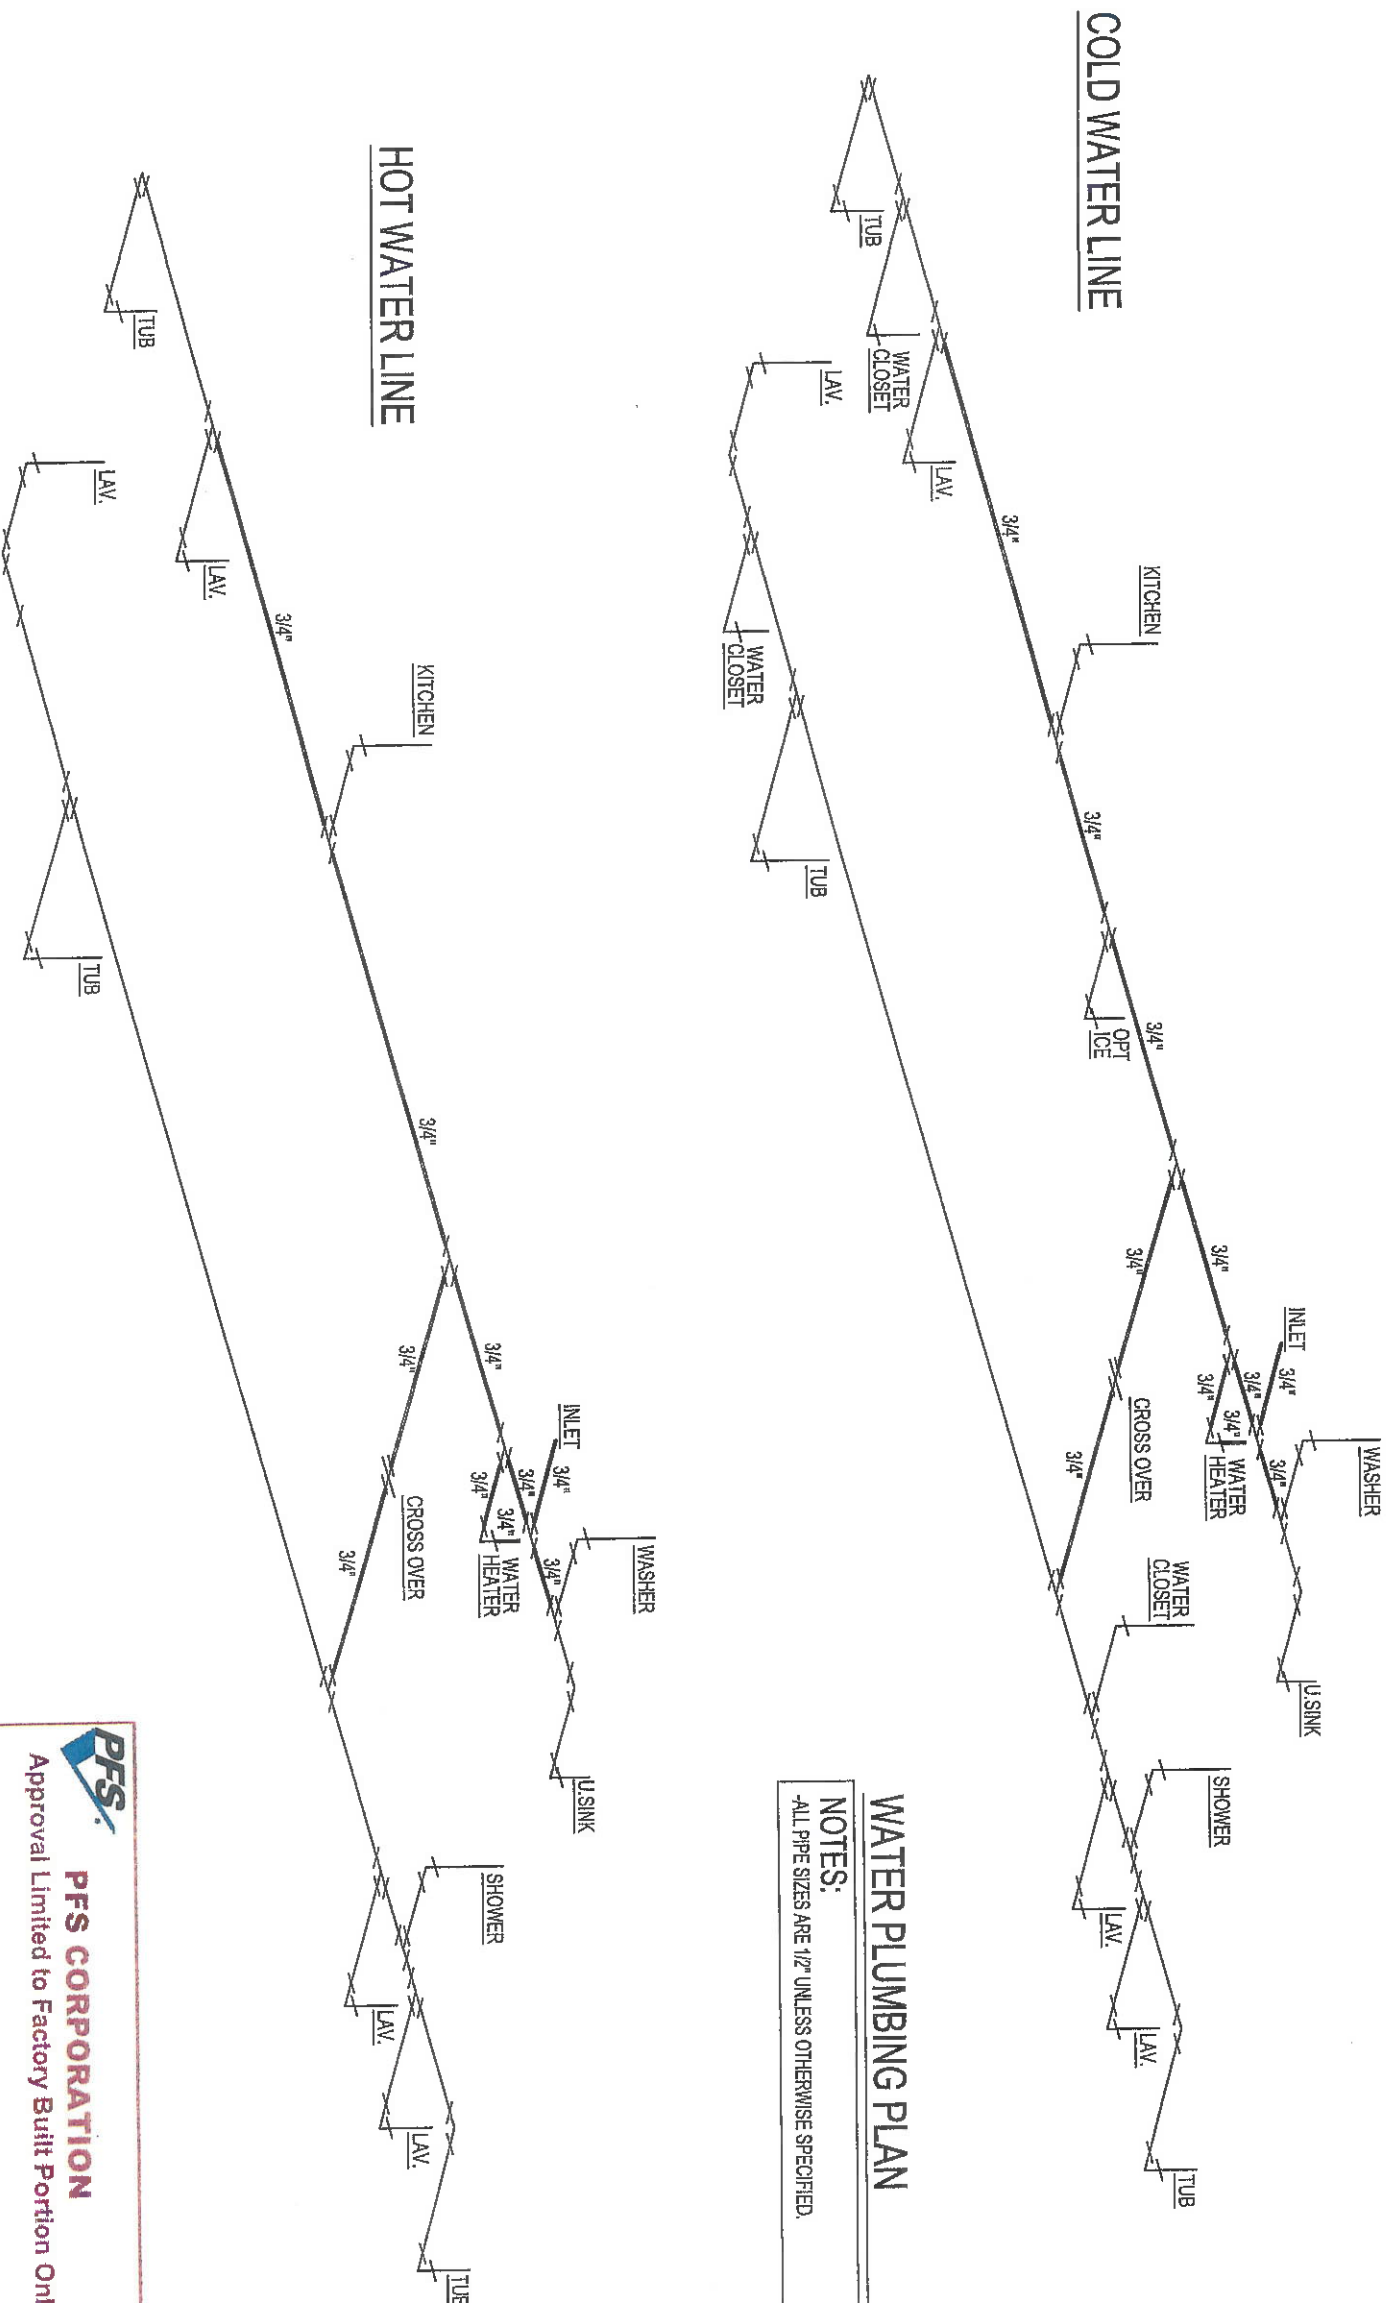 COLD WATER LINE
TUB
WATER
CLOSET
LAV.
3/4"
KITCHEN
3/4"
OPT
ICE
3/4"
3/4"
3/4"
INLET
3/4"
3/4"
3/4"
3/4"
WATER
HEATER
3/4"
WASHER
U.SINK
CROSS OVER
3/4"
LAV.
WATER
CLOSET
TUB
WATER
CLOSET
SHOWER
LAV.
LAV.
TUB
WATER PLUMBING PLAN
NOTES:
-ALL PIPE SIZES ARE 1/2" UNLESS OTHERWISE SPECIFIED.
HOT WATER LINE
TUB
LAV.
3/4"
KITCHEN
3/4"
3/4"
3/4"
INLET
3/4"
3/4"
3/4"
3/4"
WATER
HEATER
3/4"
WASHER
U.SINK
CROSS OVER
3/4"
LAV.
TUB
SHOWER
LAV.
LAV.
TUB
PFS
PFS CORPORATION
Approval Limited to Factory Built Portion Onl